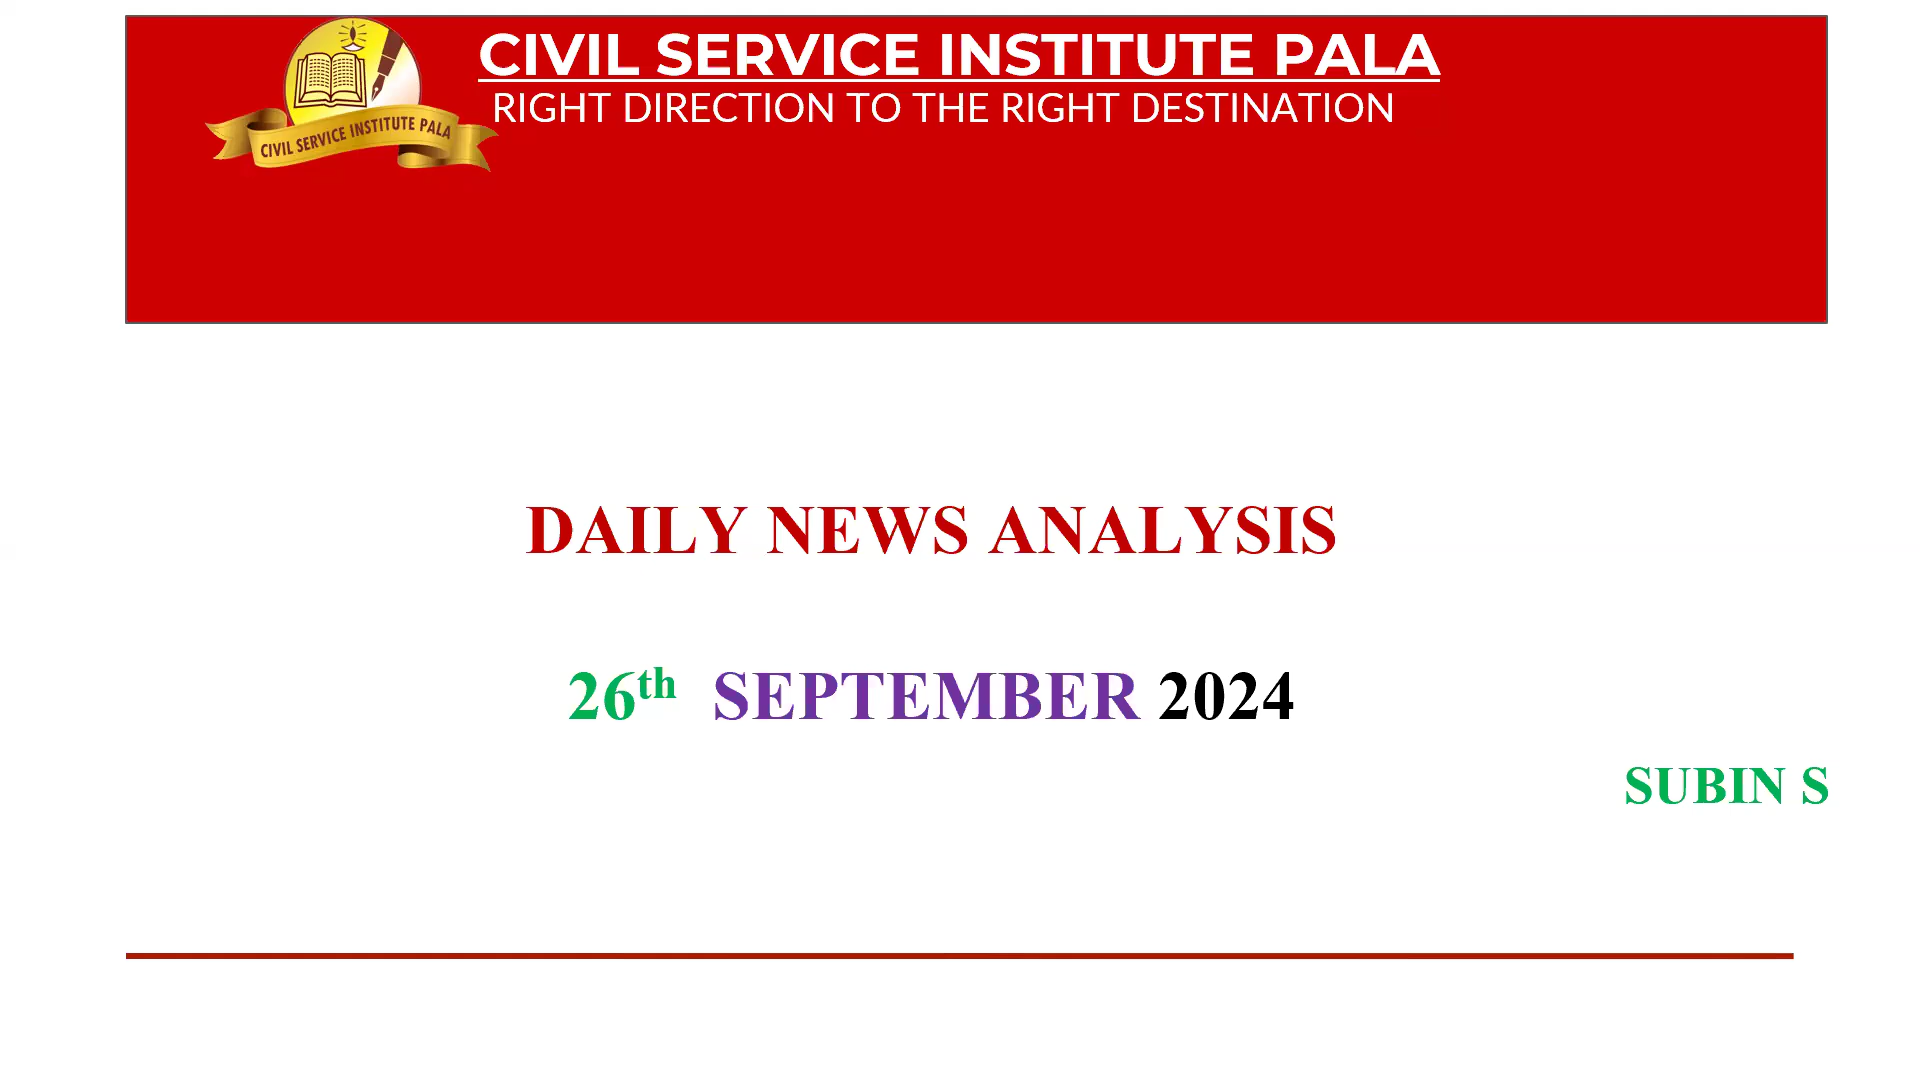 CIVIL SERVICE INSTITUTE PALA
RIGHT DIRECTION TO THE RIGHT DESTINATION
CIVIL SERVICE INSTITUTE PALA
DAILY NEWS ANALYSIS
26th SEPTEMBER 2024
SUBIN S